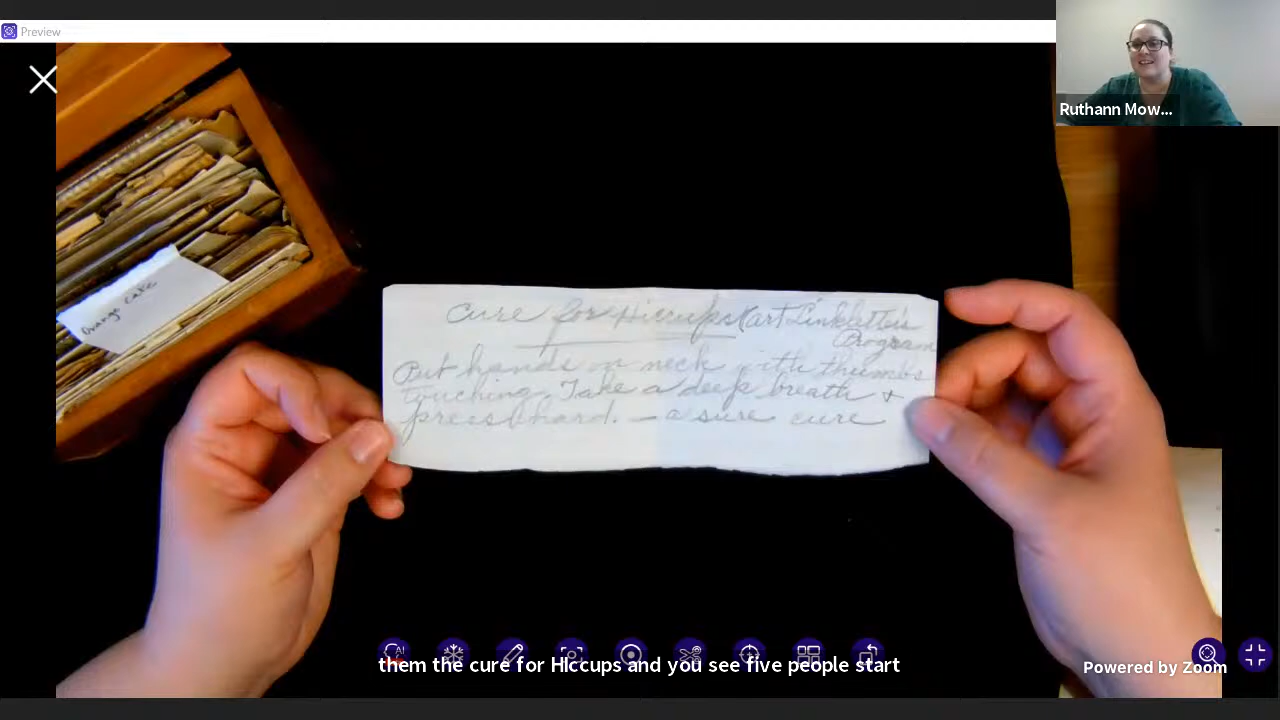 Preview
Ruthann Mow...
Orange Cake
Cure for Hiccups (art Linkletter's
Program
Put hands on neck with thumbs
touching. Take a deep breath &
press hard. — a sure cure
them the cure for Hiccups and you see five people start
Powered by Zoom